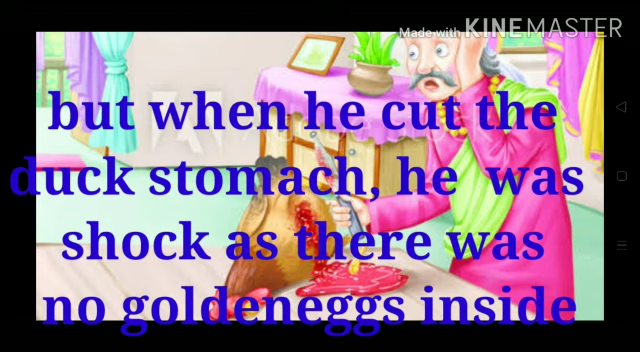 Made with KINEMASTER
but when he cut the
duck stomach, he was
shock as there was
no goldeneggs inside